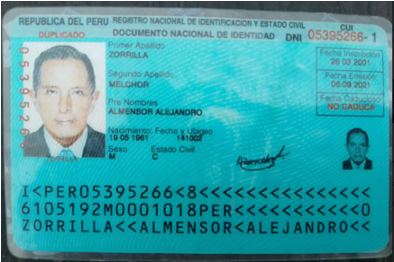 REPÚBLICA DEL PERU REGISTRO NACIONAL DE IDENTIFICACION Y ESTADO CIVIL CUI
DUPLICADO DOCUMENTO NACIONAL DE IDENTIDAD DNI 05395266-1
Primer Apellido
ZORRILLA
Fecha Inscripción
26 02 2001
Segundo Apellido
MELCHOR
Fecha Emisión
05 09 2021
Pre Nombres
ALMENSOR ALEJANDRO
Fecha Caducidad
NO CADUCA
Nacimiento: Fecha y Ubigeo
19 05 1961 141002
Sexo Estado Civil
M C
05395266
ZORRILLA
I<PER05395266<8<<<<<<<<<<<<<<<
6105192M0001018PER<<<<<<<<<<<0
ZORRILLA<<ALMENSOR<ALEJANDRO<<